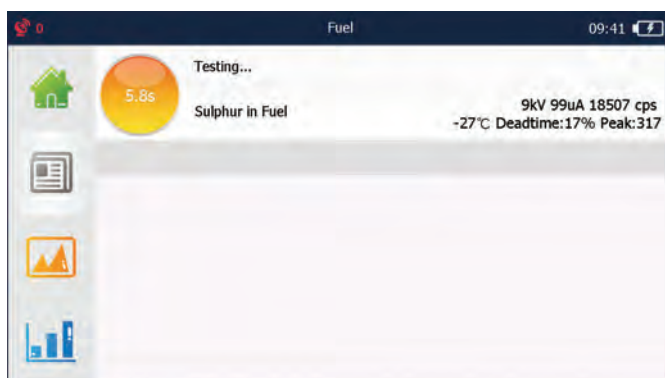 0 Fuel 09:41
Testing...
5.8s
Sulphur in Fuel
9kV 99uA 18507 cps
-27℃ Deadtime:17% Peak:317